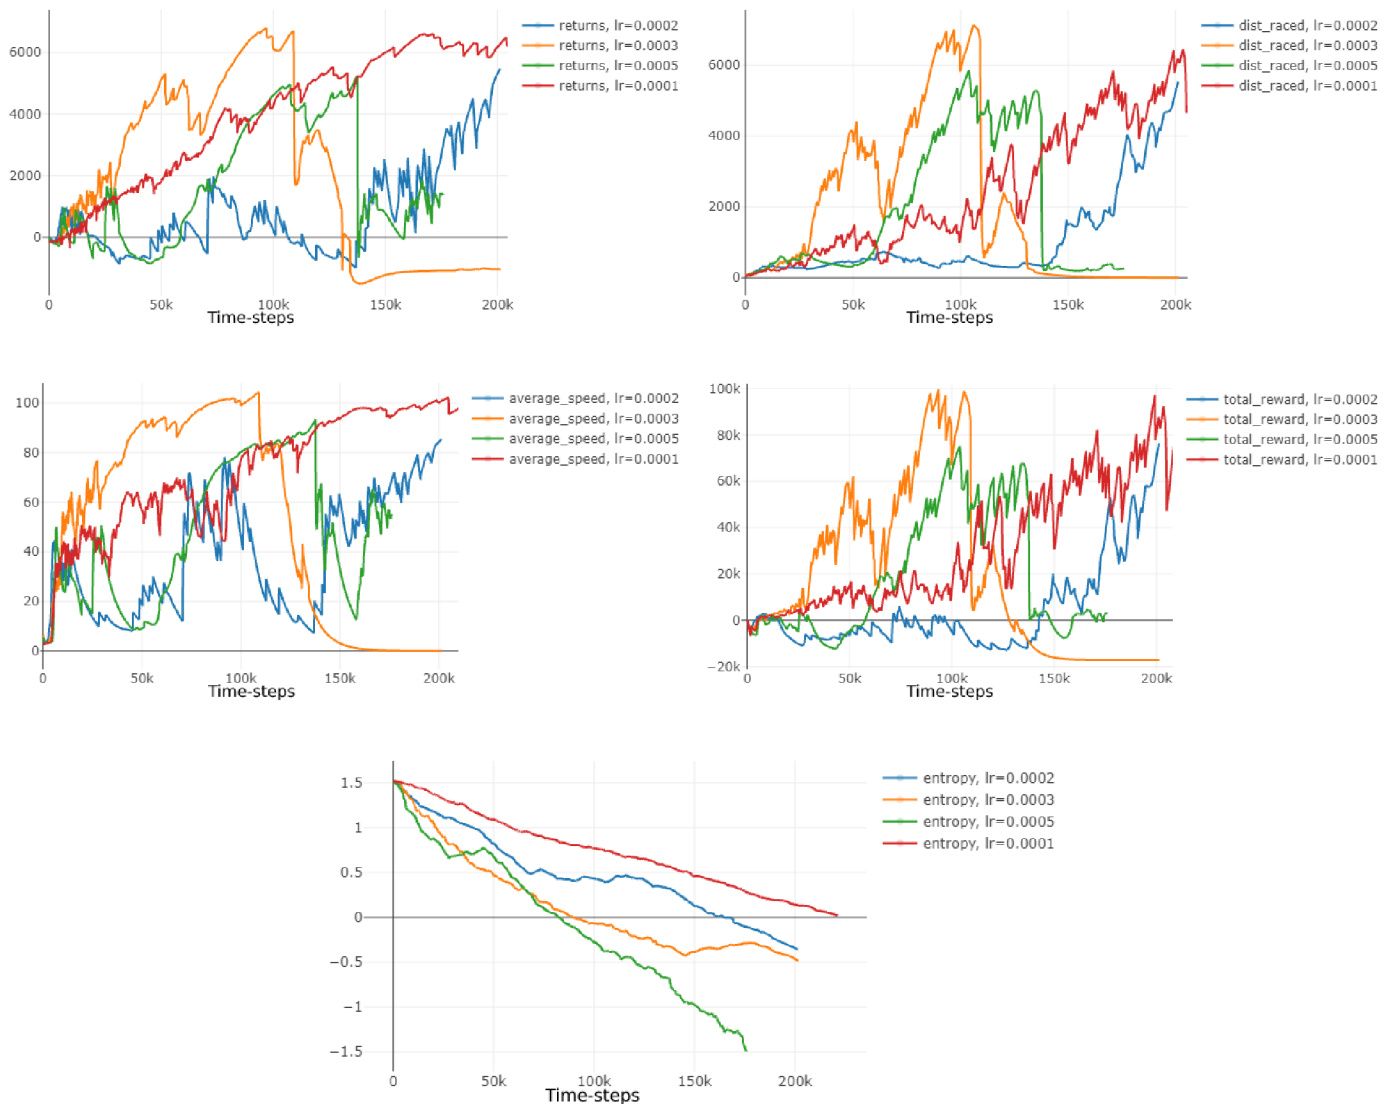 returns, lr=0.0002
returns, lr=0.0003
returns, lr=0.0005
returns, lr=0.0001
6000
4000
2000
0
0
50k
100k
150k
200k
Time-steps
dist_raced, lr=0.0002
dist_raced, lr=0.0003
dist_raced, lr=0.0005
dist_raced, lr=0.0001
6000
4000
2000
0
0
50k
100k
150k
200k
Time-steps
average_speed, lr=0.0002
average_speed, lr=0.0003
average_speed, lr=0.0005
average_speed, lr=0.0001
100
80
60
40
20
0
0
50k
100k
150k
200k
Time-steps
total_reward, lr=0.0002
total_reward, lr=0.0003
total_reward, lr=0.0005
total_reward, lr=0.0001
100k
80k
60k
40k
20k
0
−20k
0
50k
100k
150k
200k
Time-steps
entropy, lr=0.0002
entropy, lr=0.0003
entropy, lr=0.0005
entropy, lr=0.0001
1.5
1
0.5
0
−0.5
−1
−1.5
0
50k
100k
150k
200k
Time-steps